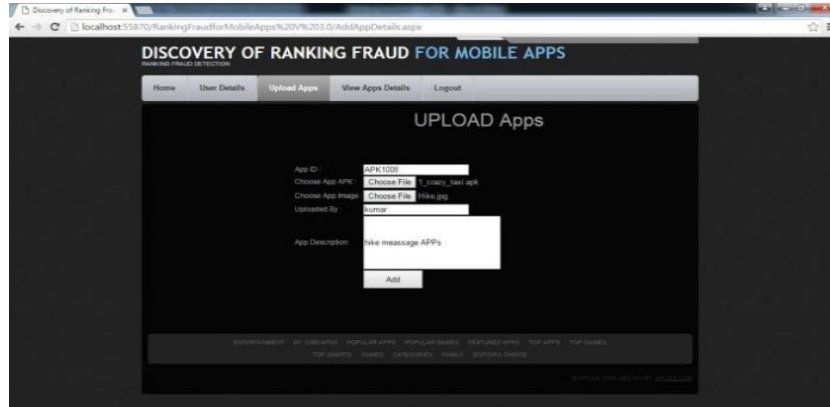 Discovery of Ranking Fra
localhost:55870/RankingFraudforMobileApps%20V%203.0/AddAppDetails.aspx
DISCOVERY OF RANKING FRAUD FOR MOBILE APPS
RANKING FRAUD DETECTION
Home User Details Upload Apps View Apps Details Logout
UPLOAD Apps
App ID : APK1009
Choose App APK : Choose File 1_crazy_taxi.apk
Choose App Image : Choose File Hike.jpg
Uploaded By : kumar
App Description: hike meassage APPs
Add
ENTERTAINMENT MY OWN APPS POPULAR APPS POPULAR GAMES FEATURED APPS TOP APPS TOP GAMES
TOP CHARTS GAMES CATEGORIES FAMILY EDITOR'S CHOICE